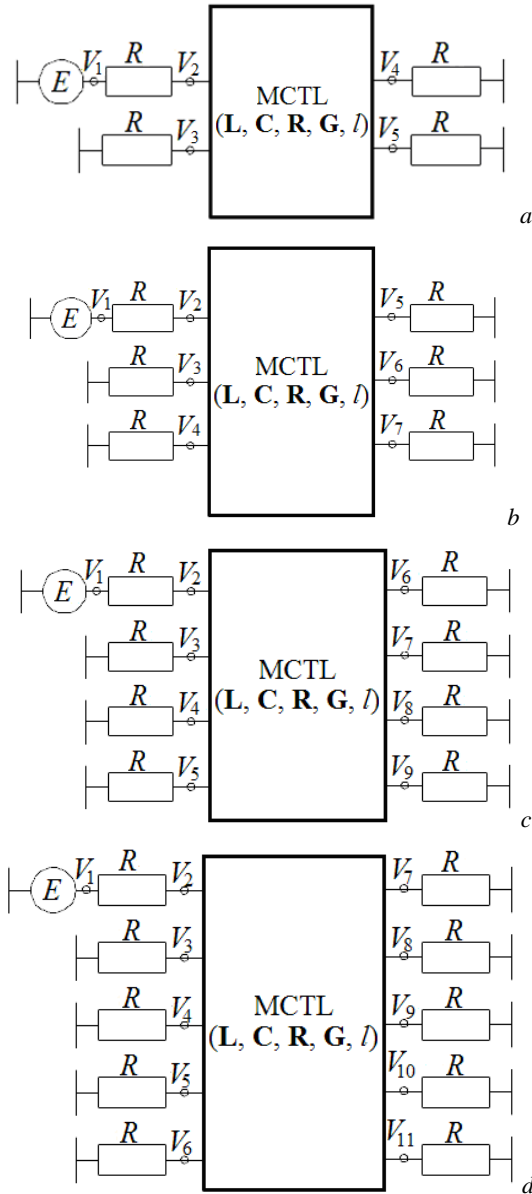 E V1 R V2 V4 R
MCTL
R V3 (L, C, R, G, l) V5 R
a
E V1 R V2 V5 R
R V3 MCTL V6 R
(L, C, R, G, l)
R V4 V7 R
b
E V1 R V2 V6 R
R V3 V7 R
MCTL
R V4 (L, C, R, G, l) V8 R
R V5 V9 R
c
E V1 R V2 V7 R
R V3 V8 R
MCTL
R V4 (L, C, R, G, l) V9 R
R V5 V10 R
R V6 V11 R
d